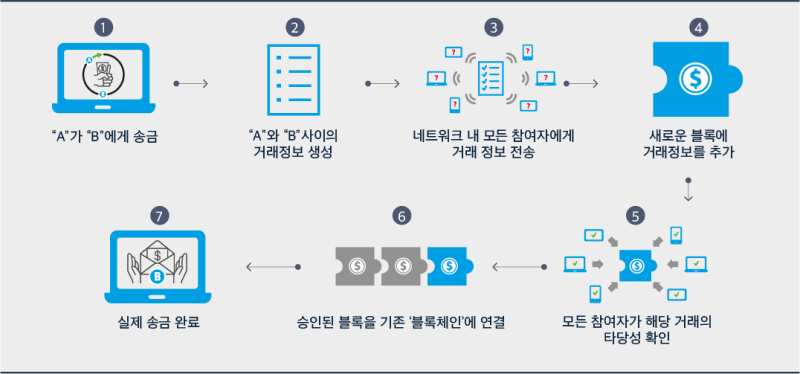 1
“A”가 “B”에게 송금
2
“A”와 “B”사이의
거래정보 생성
3
네트워크 내 모든 참여자에게
거래 정보 전송
4
새로운 블록에
거래정보를 추가
5
모든 참여자가 해당 거래의
타당성 확인
6
승인된 블록을 기존 ‘블록체인’에 연결
7
실제 송금 완료
A
$
B
?
?
?
?
?
?
$
$
$
$
$
$
B